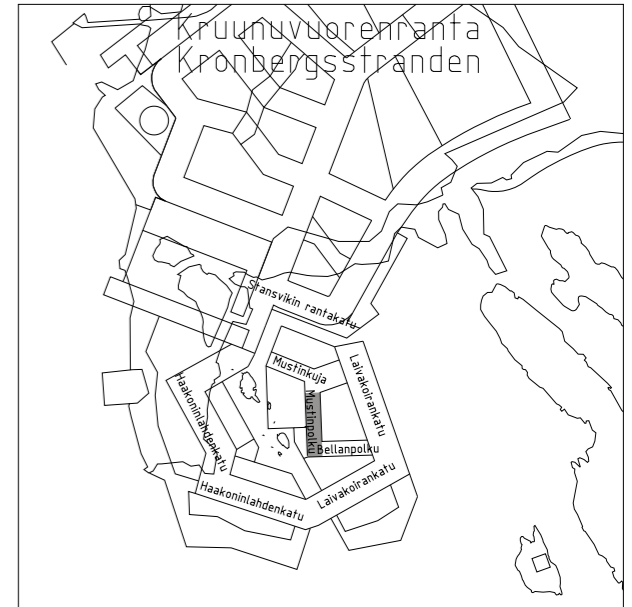 Kruunuvuorenranta
Kronbergsstranden
Stansvikin rantakatu
Mustinkuja
Laivakoirankatu
Haakoninlahdenkatu
Mustinpolku
Bellanpolku
Haakoninlahdenkatu
Laivakoirankatu